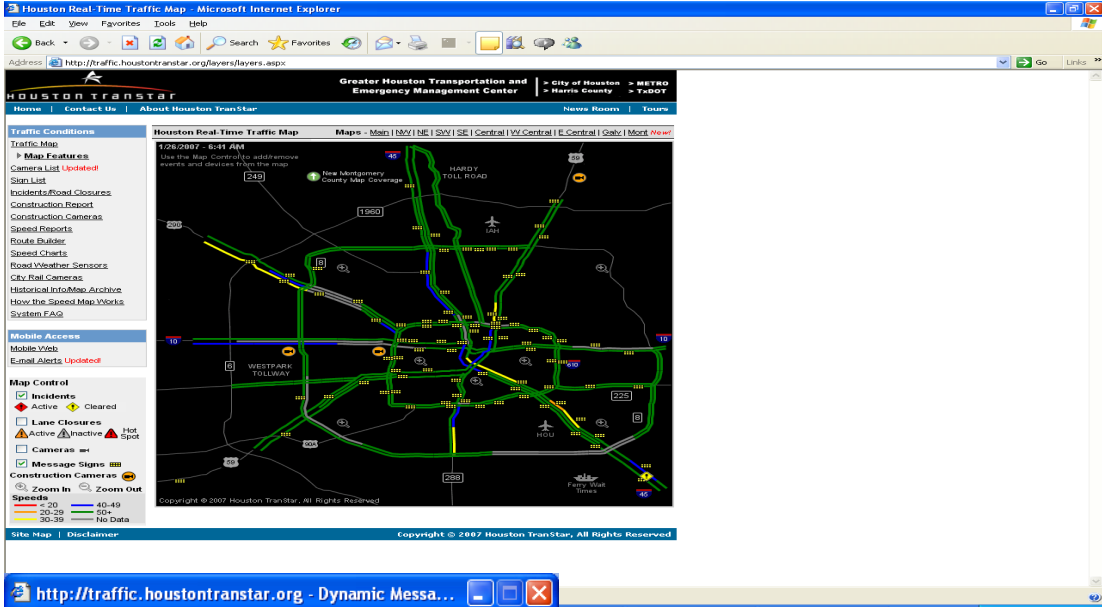 Houston Real-Time Traffic Map - Microsoft Internet Explorer
File Edit View Favorites Tools Help
Back Search Favorites
Address http://traffic.houstontranstar.org/layers/layers.aspx Go Links »
HOUSTON TRANSTAR
Greater Houston Transportation and
Emergency Management Center
> City of Houston > METRO
> Harris County > TxDOT
Home | Contact Us | About Houston TranStar News Room | Tours
Traffic Conditions
Traffic Map
Map Features
Camera List Updated!
Sign List
Incidents/Road Closures
Construction Report
Construction Cameras
Speed Reports
Route Builder
Speed Charts
Road Weather Sensors
City Rail Cameras
Historical Info/Map Archive
How the Speed Map Works
System FAQ
Mobile Access
Mobile Web
E-mail Alerts Updated!
Map Control
Incidents
Active Cleared
Lane Closures
Active Inactive Hot Spot
Cameras
Message Signs
Construction Cameras
Zoom In Zoom Out
Speeds
< 20 40-49
20-29 50+
30-39 No Data
Houston Real-Time Traffic Map Maps - Main | NW | NE | SW | SE | Central | W Central | E Central | Galv | Mont New!
1/26/2007 - 6:41 AM
Use the Map Control to add/remove
events and devices from the map
45
59
249
New Montgomery
County Map Coverage
HARDY
TOLL ROAD
1960
IAH
290
8
10
10
6
WESTPARK
TOLLWAY
610
225
8
HOU
90A
59
288
Ferry Wait
Times
45
Copyright © 2007 Houston TranStar, All Rights Reserved
Site Map | Disclaimer Copyright © 2007 Houston TranStar, All Rights Reserved
http://traffic.houstontranstar.org - Dynamic Messa...